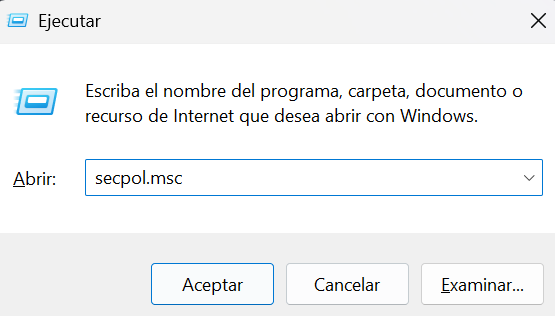 Ejecutar
Escriba el nombre del programa, carpeta, documento o
recurso de Internet que desea abrir con Windows.
Abrir: secpol.msc
Aceptar Cancelar Examinar...